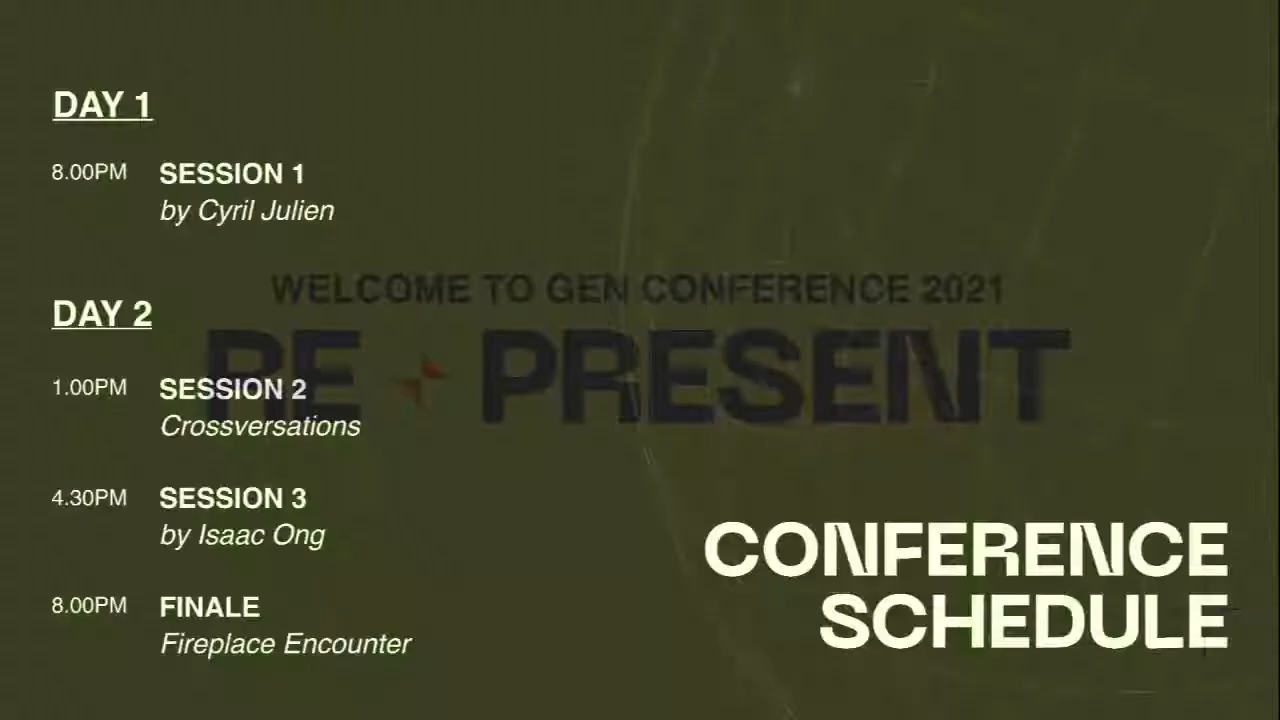 DAY 1
8.00PM SESSION 1
by Cyril Julien
WELCOME TO GEN CONFERENCE 2021
RE PRESENT
DAY 2
1.00PM SESSION 2
Crossversations
4.30PM SESSION 3
by Isaac Ong
8.00PM FINALE
Fireplace Encounter
CONFERENCE
SCHEDULE